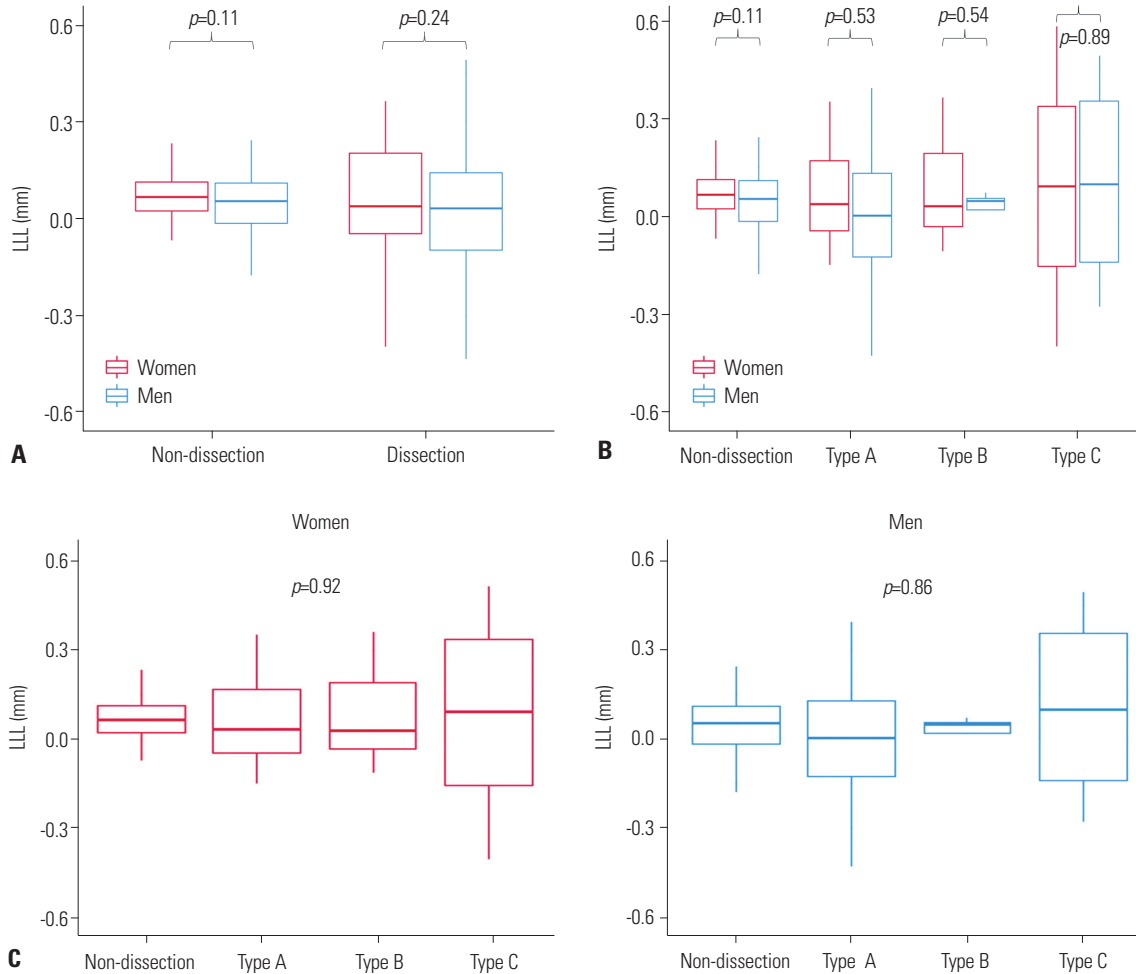 p=0.11
p=0.24
0.6
0.3
0.0
-0.3
-0.6
LLL (mm)
Women
Men
Non-dissection
Dissection
A
p=0.11
p=0.53
p=0.54
p=0.89
0.6
0.3
0.0
-0.3
-0.6
LLL (mm)
Women
Men
Non-dissection
Type A
Type B
Type C
B
Women
p=0.92
0.6
0.3
0.0
-0.3
-0.6
LLL (mm)
Non-dissection
Type A
Type B
Type C
C
Men
p=0.86
0.6
0.3
0.0
-0.3
-0.6
LLL (mm)
Non-dissection
Type A
Type B
Type C